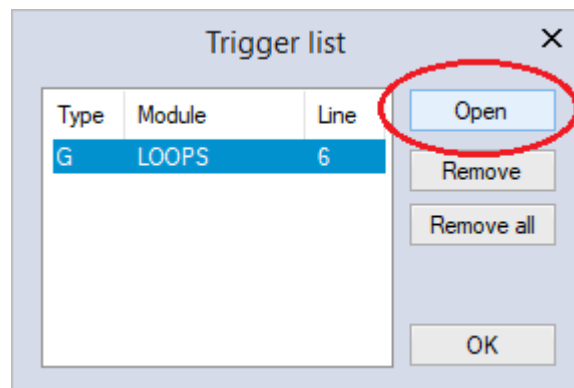 Trigger list
Type Module Line
G LOOPS 6
Open
Remove
Remove all
OK